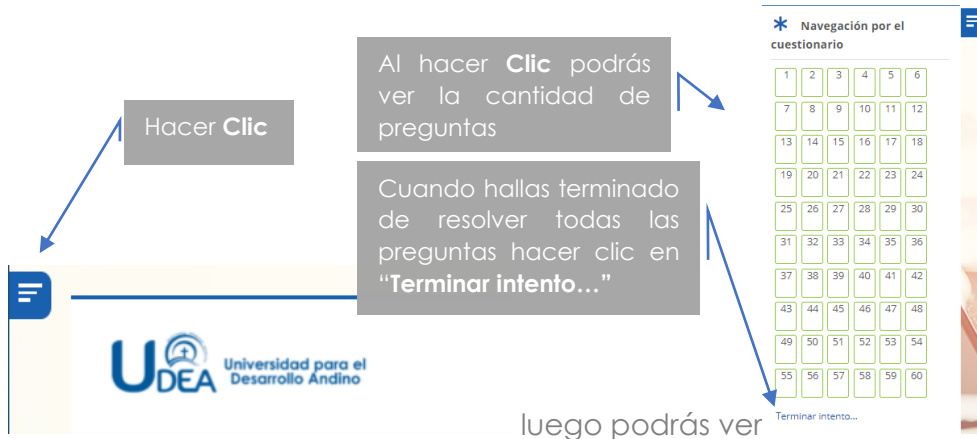 Hacer Clic
Al hacer Clic podrás
ver la cantidad de
preguntas
Cuando hallas terminado
de resolver todas las
preguntas hacer clic en
“Terminar intento...”
UDEA
Universidad para el
Desarrollo Andino
Navegación por el
cuestionario
1 2 3 4 5 6
7 8 9 10 11 12
13 14 15 16 17 18
19 20 21 22 23 24
25 26 27 28 29 30
31 32 33 34 35 36
37 38 39 40 41 42
43 44 45 46 47 48
49 50 51 52 53 54
55 56 57 58 59 60
Terminar intento...
luego podrás ver